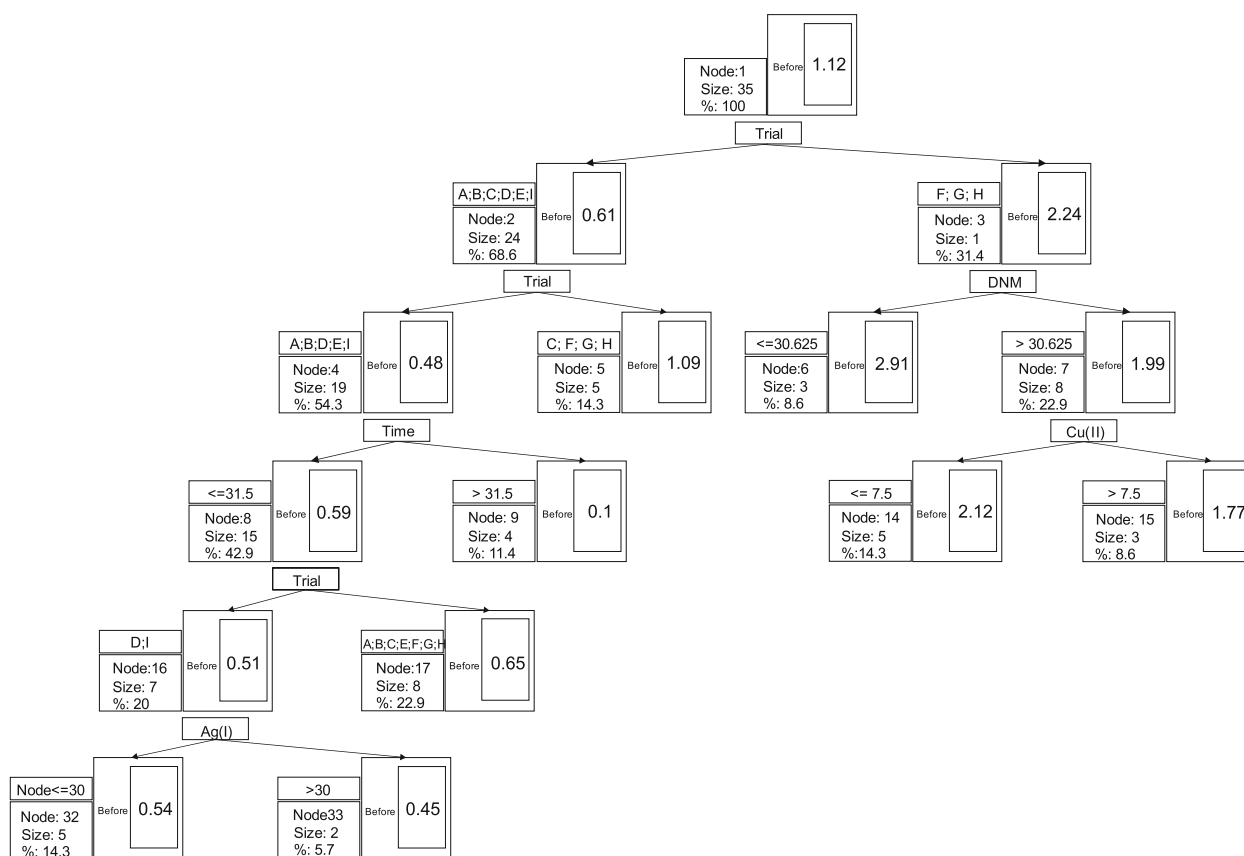 Node:1
Size: 35
%: 100
Before
1.12
Trial
A;B;C;D;E;I
Node:2
Size: 24
%: 68.6
Before
0.61
F; G; H
Node: 3
Size: 1
%: 31.4
Before
2.24
Trial
DNM
A;B;D;E;I
Node:4
Size: 19
%: 54.3
Before
0.48
C; F; G; H
Node: 5
Size: 5
%: 14.3
Before
1.09
<=30.625
Node:6
Size: 3
%: 8.6
Before
2.91
> 30.625
Node: 7
Size: 8
%: 22.9
Before
1.99
Time
Cu(II)
<=31.5
Node:8
Size: 15
%: 42.9
Before
0.59
> 31.5
Node: 9
Size: 4
%: 11.4
Before
0.1
<= 7.5
Node: 14
Size: 5
%:14.3
Before
2.12
> 7.5
Node: 15
Size: 3
%: 8.6
Before
1.77
Trial
D;I
Node:16
Size: 7
%: 20
Before
0.51
A;B;C;E;F;G;H
Node:17
Size: 8
%: 22.9
Before
0.65
Ag(I)
Node<=30
Node: 32
Size: 5
%: 14.3
Before
0.54
>30
Node33
Size: 2
%: 5.7
Before
0.45